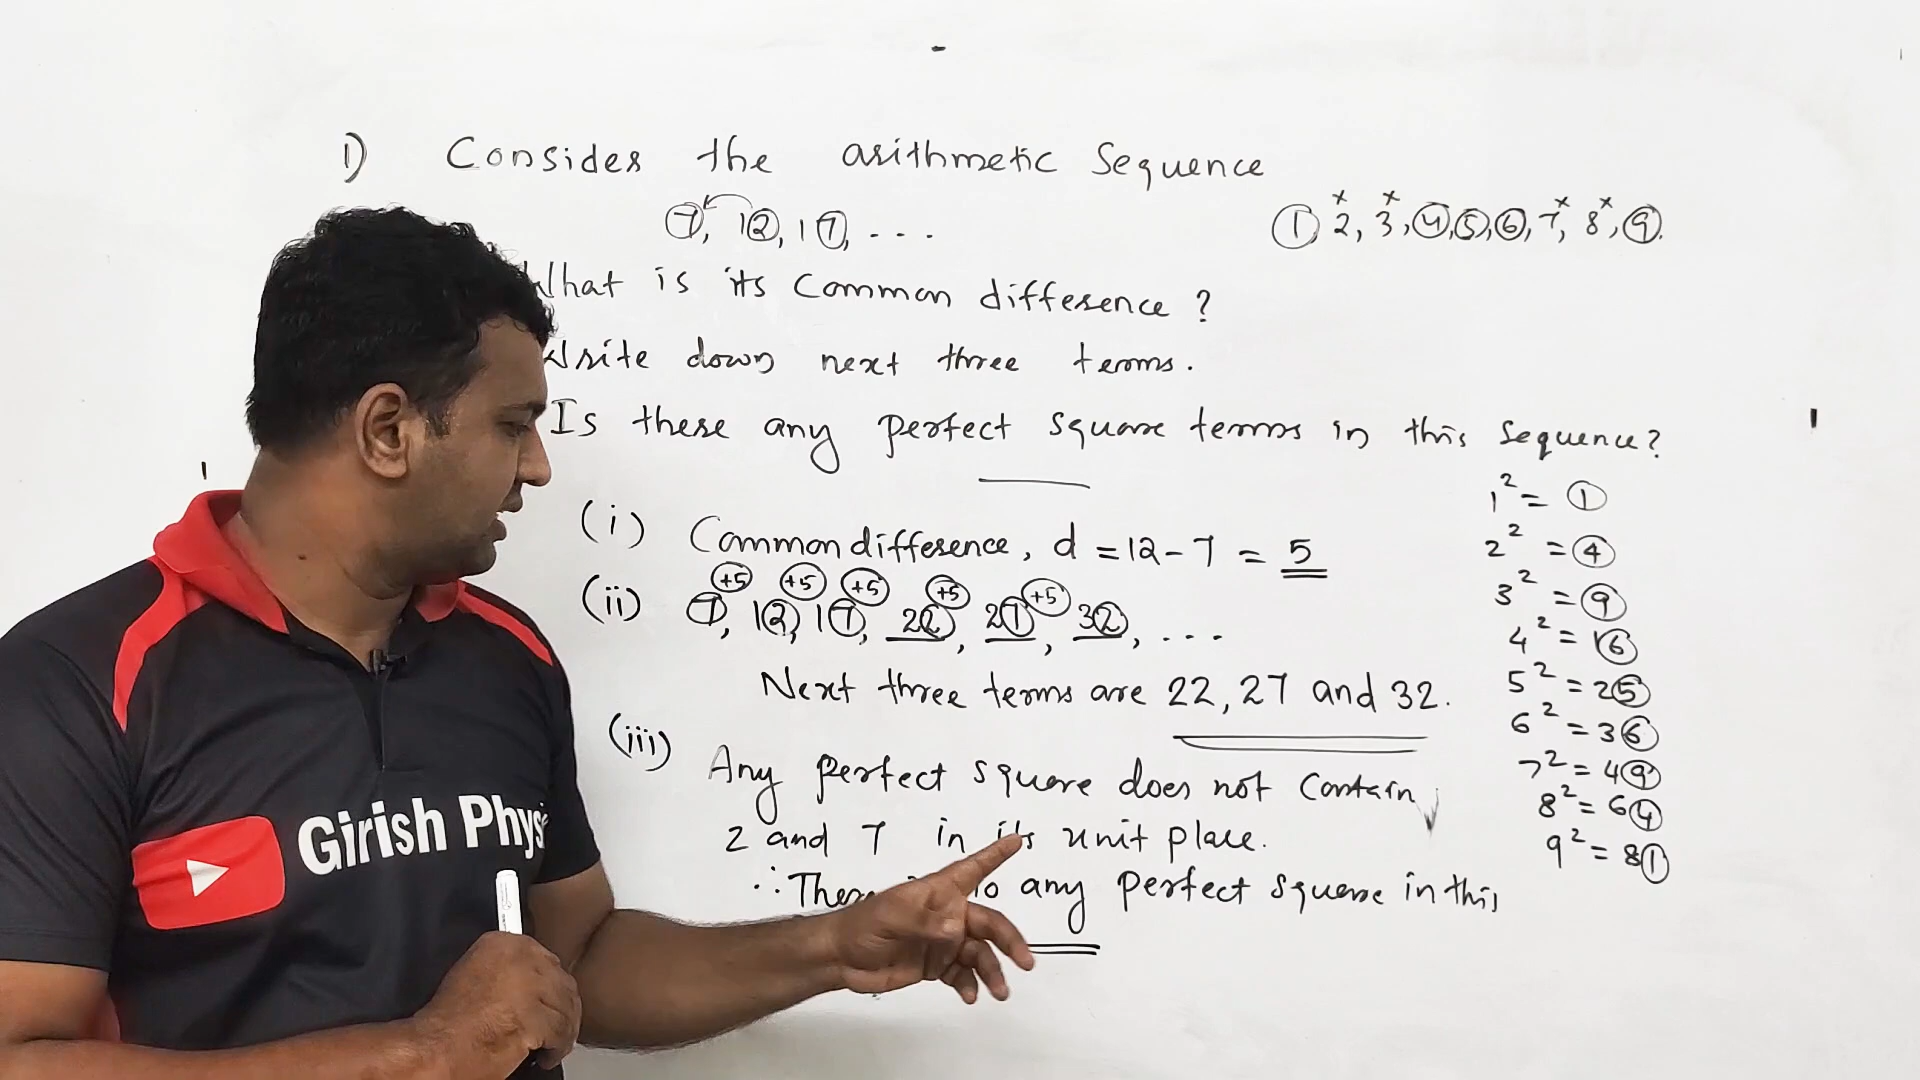 1) Consider the arithmetic Sequence
7, 12, 17, ...
1 2, 3, 4, 5, 6, 7, 8, 9.
What is its Common difference ?
Write down next three terms.
Is there any perfect square terms in this sequence?
(i) Common difference, d = 12 - 7 = 5
+5 +5 +5 +5 +5
(ii) 7, 12, 17, 22, 27, 32, ...
Next three terms are 22, 27 and 32.
(iii) Any perfect square does not contain
2 and 7 in its unit place.
∴ any perfect square in this
1² = 1
2² = 4
3² = 9
4² = 16
5² = 25
6² = 36
7² = 49
8² = 64
9² = 81
Girish